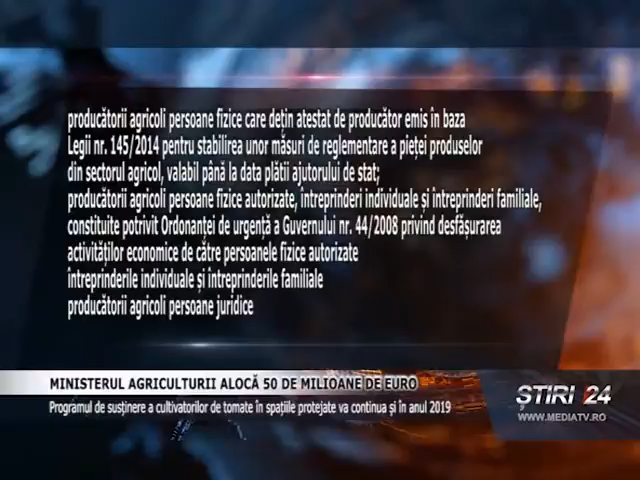 producătorii agricoli persoane fizice care dețin atestat de producător emis în baza
Legii nr. 145/2014 pentru stabilirea unor măsuri de reglementare a pieței produselor
din sectorul agricol, valabil până la data plătii ajutorului de stat;
producătorii agricoli persoane fizice autorizate, întreprinderi individuale și întreprinderi familiale,
constituite potrivit Ordonanței de urgență a Guvernului nr. 44/2008 privind desfășurarea
activităților economice de către persoanele fizice autorizate
întreprinderile individuale și întreprinderile familiale
producătorii agricoli persoane juridice
MINISTERUL AGRICULTURII ALOCĂ 50 DE MILIOANE DE EURO
Programul de susținere a cultivatorilor de tomate în spațiile protejate va continua și în anul 2019
ȘTIRI 24
WWW.MEDIATV.RO